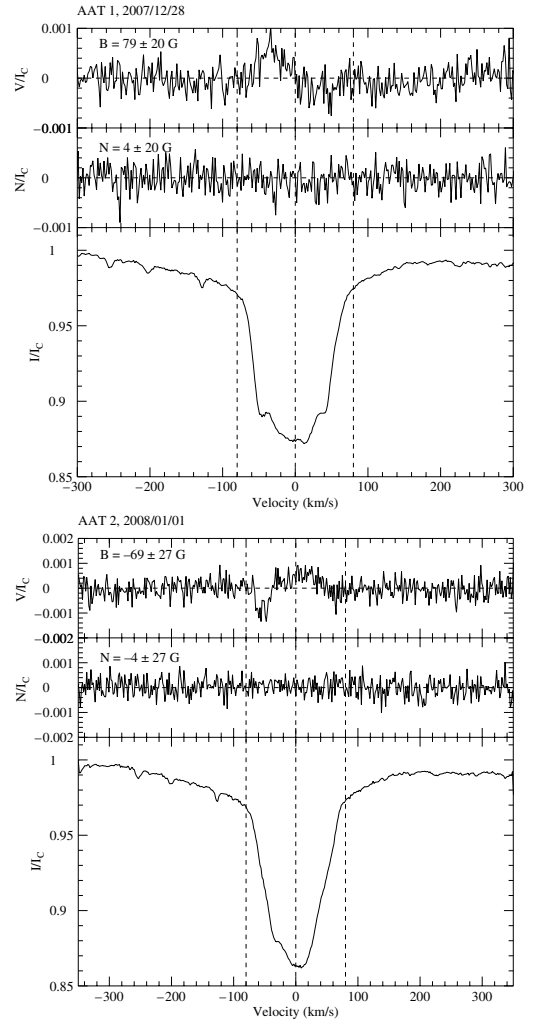 AAT 1, 2007/12/28
0.001
B = 79 ± 20 G
V/I_C
0
−0.001
0.001
N = 4 ± 20 G
N/I_C
0
−0.001
1
0.95
I/I_C
0.9
0.85
−300 −200 −100 0 100 200 300
Velocity (km/s)
AAT 2, 2008/01/01
0.002
B = −69 ± 27 G
0.001
V/I_C
0
−0.001
−0.002
0.002
N = −4 ± 27 G
0.001
N/I_C
0
−0.001
−0.002
1
0.95
I/I_C
0.9
0.85
−300 −200 −100 0 100 200 300
Velocity (km/s)